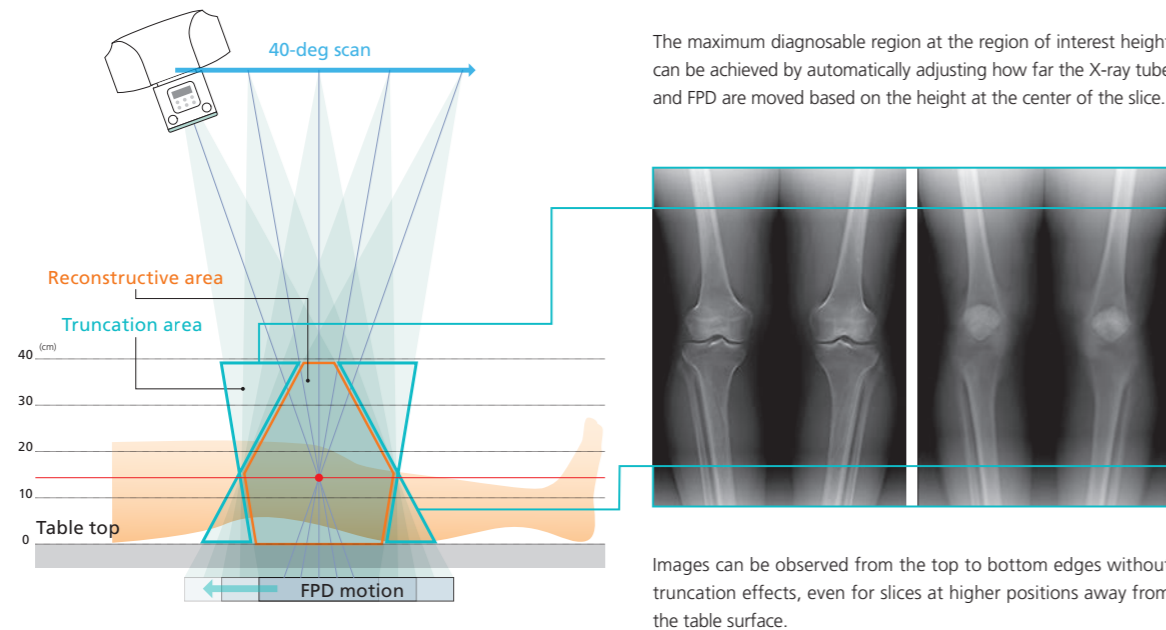 40-deg scan
The maximum diagnosable region at the region of interest height
can be achieved by automatically adjusting how far the X-ray tube
and FPD are moved based on the height at the center of the slice.
Reconstructive area
Truncation area
40 (cm)
30
20
10
Table top
0
FPD motion
Images can be observed from the top to bottom edges without
truncation effects, even for slices at higher positions away from
the table surface.